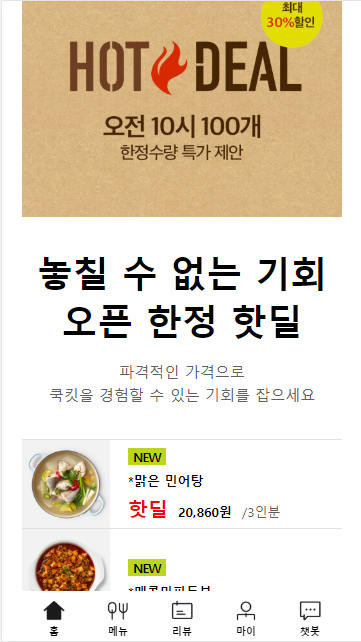 최대
30%할인
HOT DEAL
오전 10시 100개
한정수량 특가 제안
놓칠 수 없는 기회
오픈 한정 핫딜
파격적인 가격으로
쿡킷을 경험할 수 있는 기회를 잡으세요
NEW
*맑은 민어탕
핫딜 20,860원 /3인분
NEW
홈 메뉴 리뷰 마이 챗봇